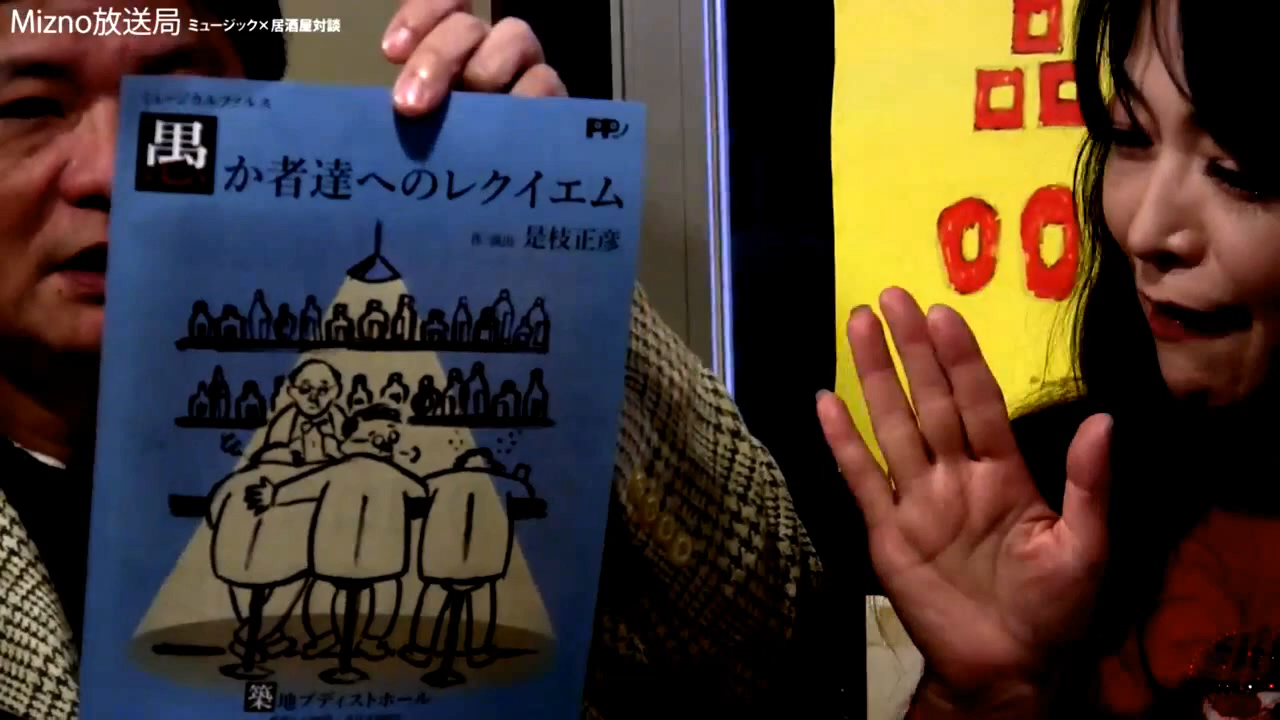 Mizno放送局 ミュージック×居酒屋対談
ミュージカルファルス
PPJ
愚か者達へのレクイエム
作・演出 是枝正彦
築地ブディストホール